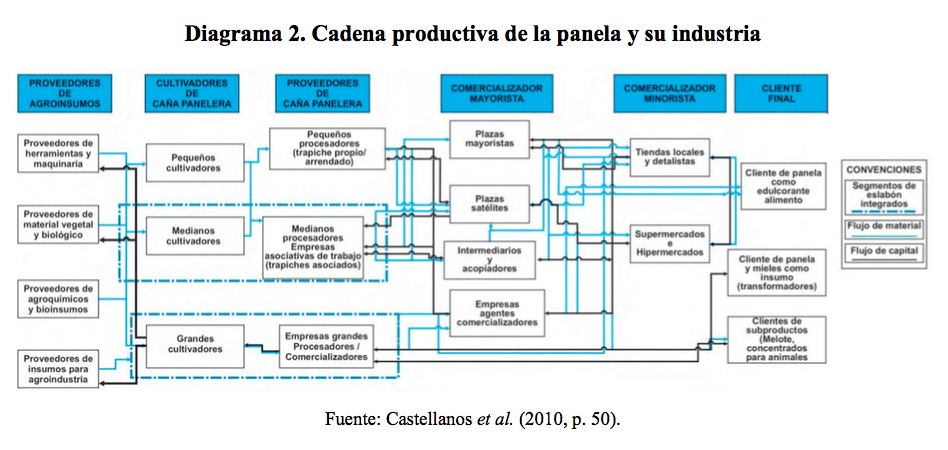 Diagrama 2. Cadena productiva de la panela y su industria
PROVEEDORES
DE
AGROINSUMOS
CULTIVADORES
DE
CAÑA PANELERA
PROVEEDORES
DE
CAÑA PANELERA
COMERCIALIZADOR
MAYORISTA
COMERCIALIZADOR
MINORISTA
CLIENTE
FINAL
Proveedores de
herramientas y
maquinaria
Proveedores de
material vegetal
y biológico
Proveedores de
agroquímicos
y bioinsumos
Proveedores de
insumos para
agroindustria
Pequeños
cultivadores
Medianos
cultivadores
Grandes
cultivadores
Pequeños
procesadores
(trapiche propio/
arrendado)
Medianos
procesadores
Empresas
asociativas de trabajo
(trapiches asociados)
Empresas grandes
Procesadores /
Comercializadores
Plazas
mayoristas
Plazas
satélites
Intermediarios
y
acopiadores
Empresas
agentes
comercializadores
Tiendas locales
y detalistas
Supermercados
e
Hipermercados
Cliente de panela
como
edulcorante
alimento
Cliente de panela
y mieles como
insumo
(transformadores)
Clientes de
subproductos
(Melote,
concentrados
para animales
CONVENCIONES
Segmentos de
eslabón
integrados
Flujo de material
Flujo de capital
Fuente: Castellanos et al. (2010, p. 50).